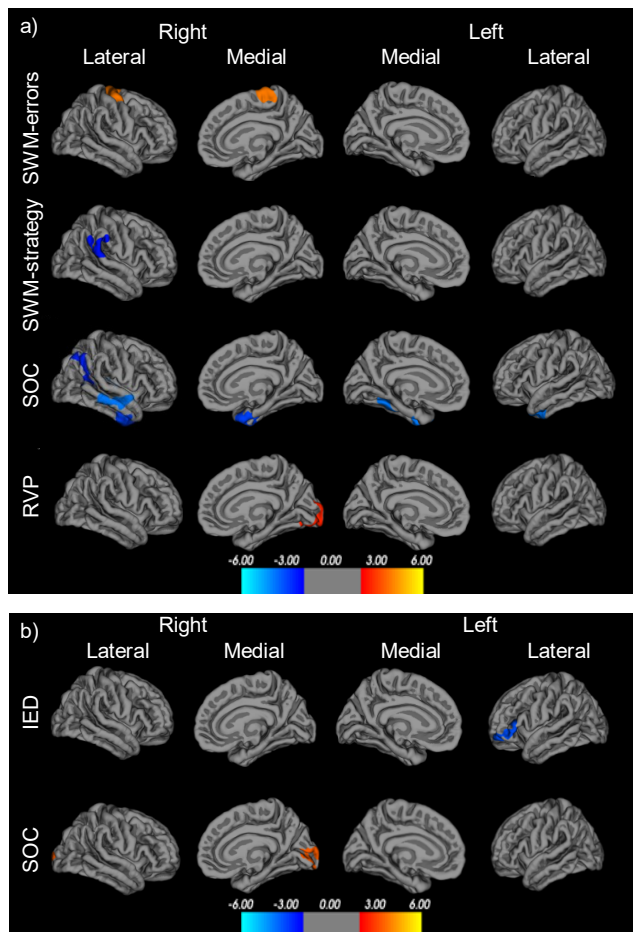 a)
Right Left
Lateral Medial Medial Lateral
SWM-errors
SWM-strategy
SOC
RVP
-6.00 -3.00 0.00 3.00 6.00
b)
Right Left
Lateral Medial Medial Lateral
IED
SOC
-6.00 -3.00 0.00 3.00 6.00